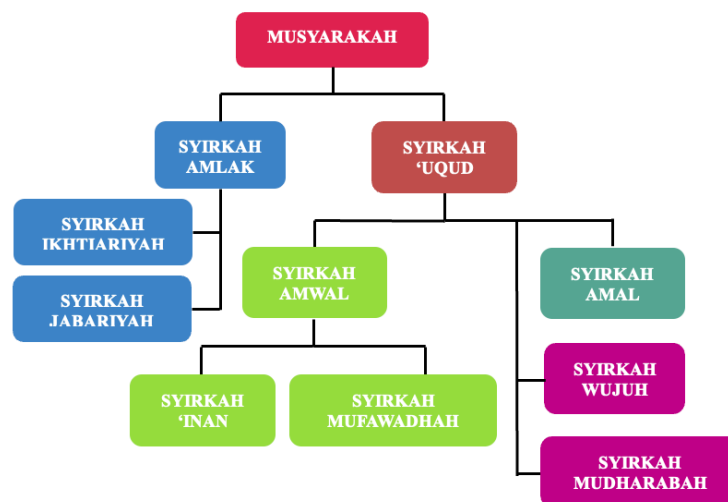 MUSYARAKAH
SYIRKAH
AMLAK
SYIRKAH
‘UQUD
SYIRKAH
IKHTIARIYAH
SYIRKAH
JABARIYAH
SYIRKAH
AMWAL
SYIRKAH
AMAL
SYIRKAH
‘INAN
SYIRKAH
MUFAWADHAH
SYIRKAH
WUJUH
SYIRKAH
MUDHARABAH